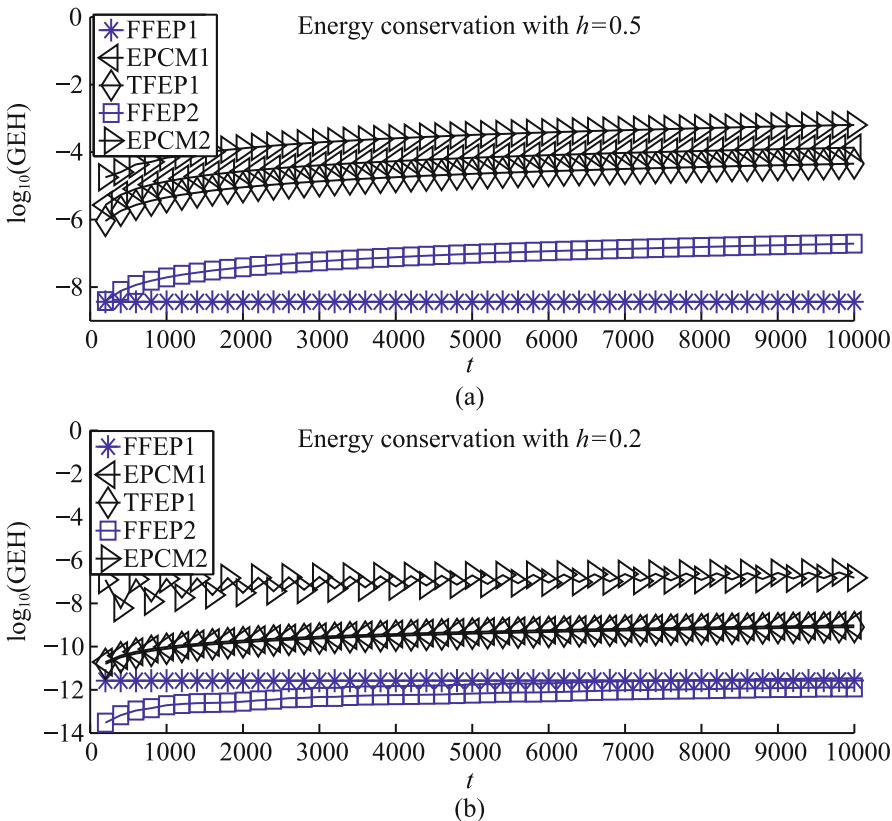 Energy conservation with h=0.5
FFEP1
EPCM1
TFEP1
FFEP2
EPCM2
log₁₀(GEH)
0
−2
−4
−6
−8
0 1000 2000 3000 4000 5000 6000 7000 8000 9000 10000
t
(a)
Energy conservation with h=0.2
FFEP1
EPCM1
TFEP1
FFEP2
EPCM2
log₁₀(GEH)
0
−2
−4
−6
−8
−10
−12
−14
1000 2000 3000 4000 5000 6000 7000 8000 9000 10000
t
(b)